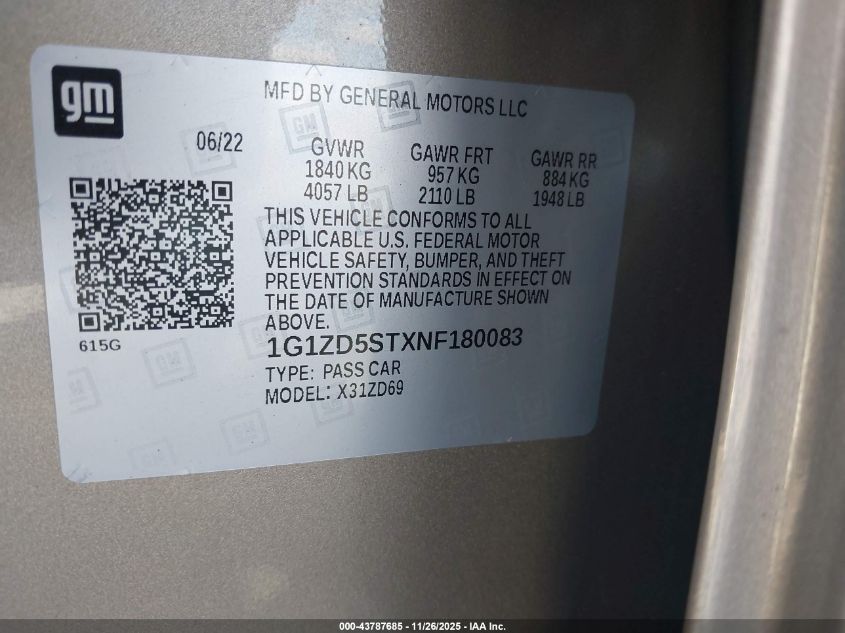 gm
MFD BY GENERAL MOTORS LLC
06/22
GVWR GAWR FRT GAWR RR
1840 KG 957 KG 884 KG
4057 LB 2110 LB 1948 LB
THIS VEHICLE CONFORMS TO ALL
APPLICABLE U.S. FEDERAL MOTOR
VEHICLE SAFETY, BUMPER, AND THEFT
PREVENTION STANDARDS IN EFFECT ON
THE DATE OF MANUFACTURE SHOWN
ABOVE.
615G
1G1ZD5STXNF180083
TYPE: PASS CAR
MODEL: X31ZD69
000-43787685 - 11/26/2025 - IAA Inc.